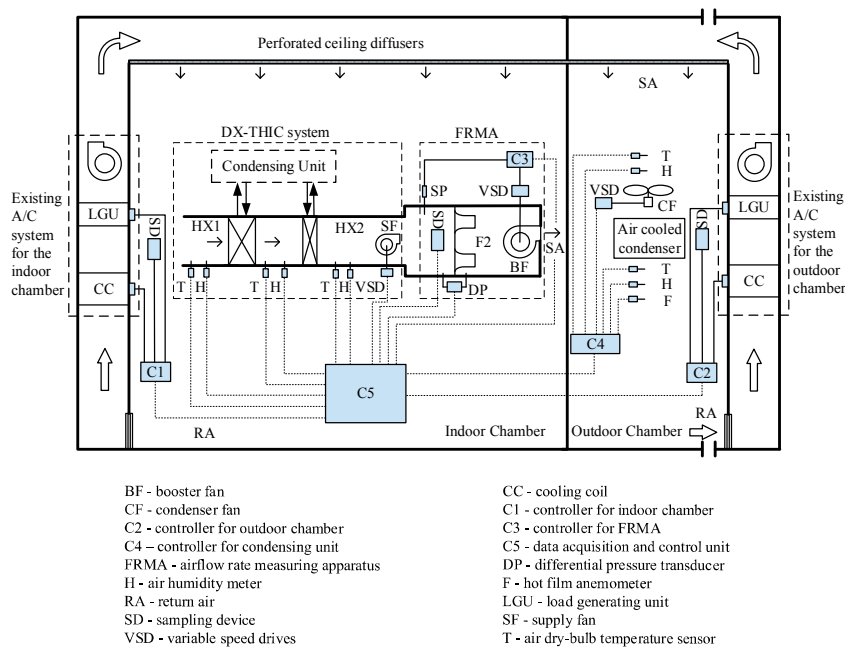 Perforated ceiling diffusers
SA
DX-THIC system
FRMA
Condensing Unit
C3
T
H
SP
VSD
VSD
CF
Existing
A/C
system
for the
indoor
chamber
LGU
SD
HX1
HX2
SF
SD
F2
BF
SA
Air cooled
condenser
SD
LGU
Existing
A/C
system
for the
outdoor
chamber
CC
T H
T H
T H VSD
DP
T
H
F
CC
C1
C5
C4
C2
RA
Indoor Chamber
Outdoor Chamber
RA
BF - booster fan
CF - condenser fan
C2 - controller for outdoor chamber
C4 – controller for condensing unit
FRMA - airflow rate measuring apparatus
H - air humidity meter
RA - return air
SD - sampling device
VSD - variable speed drives
CC - cooling coil
C1 - controller for indoor chamber
C3 - controller for FRMA
C5 - data acquisition and control unit
DP - differential pressure transducer
F - hot film anemometer
LGU - load generating unit
SF - supply fan
T - air dry-bulb temperature sensor